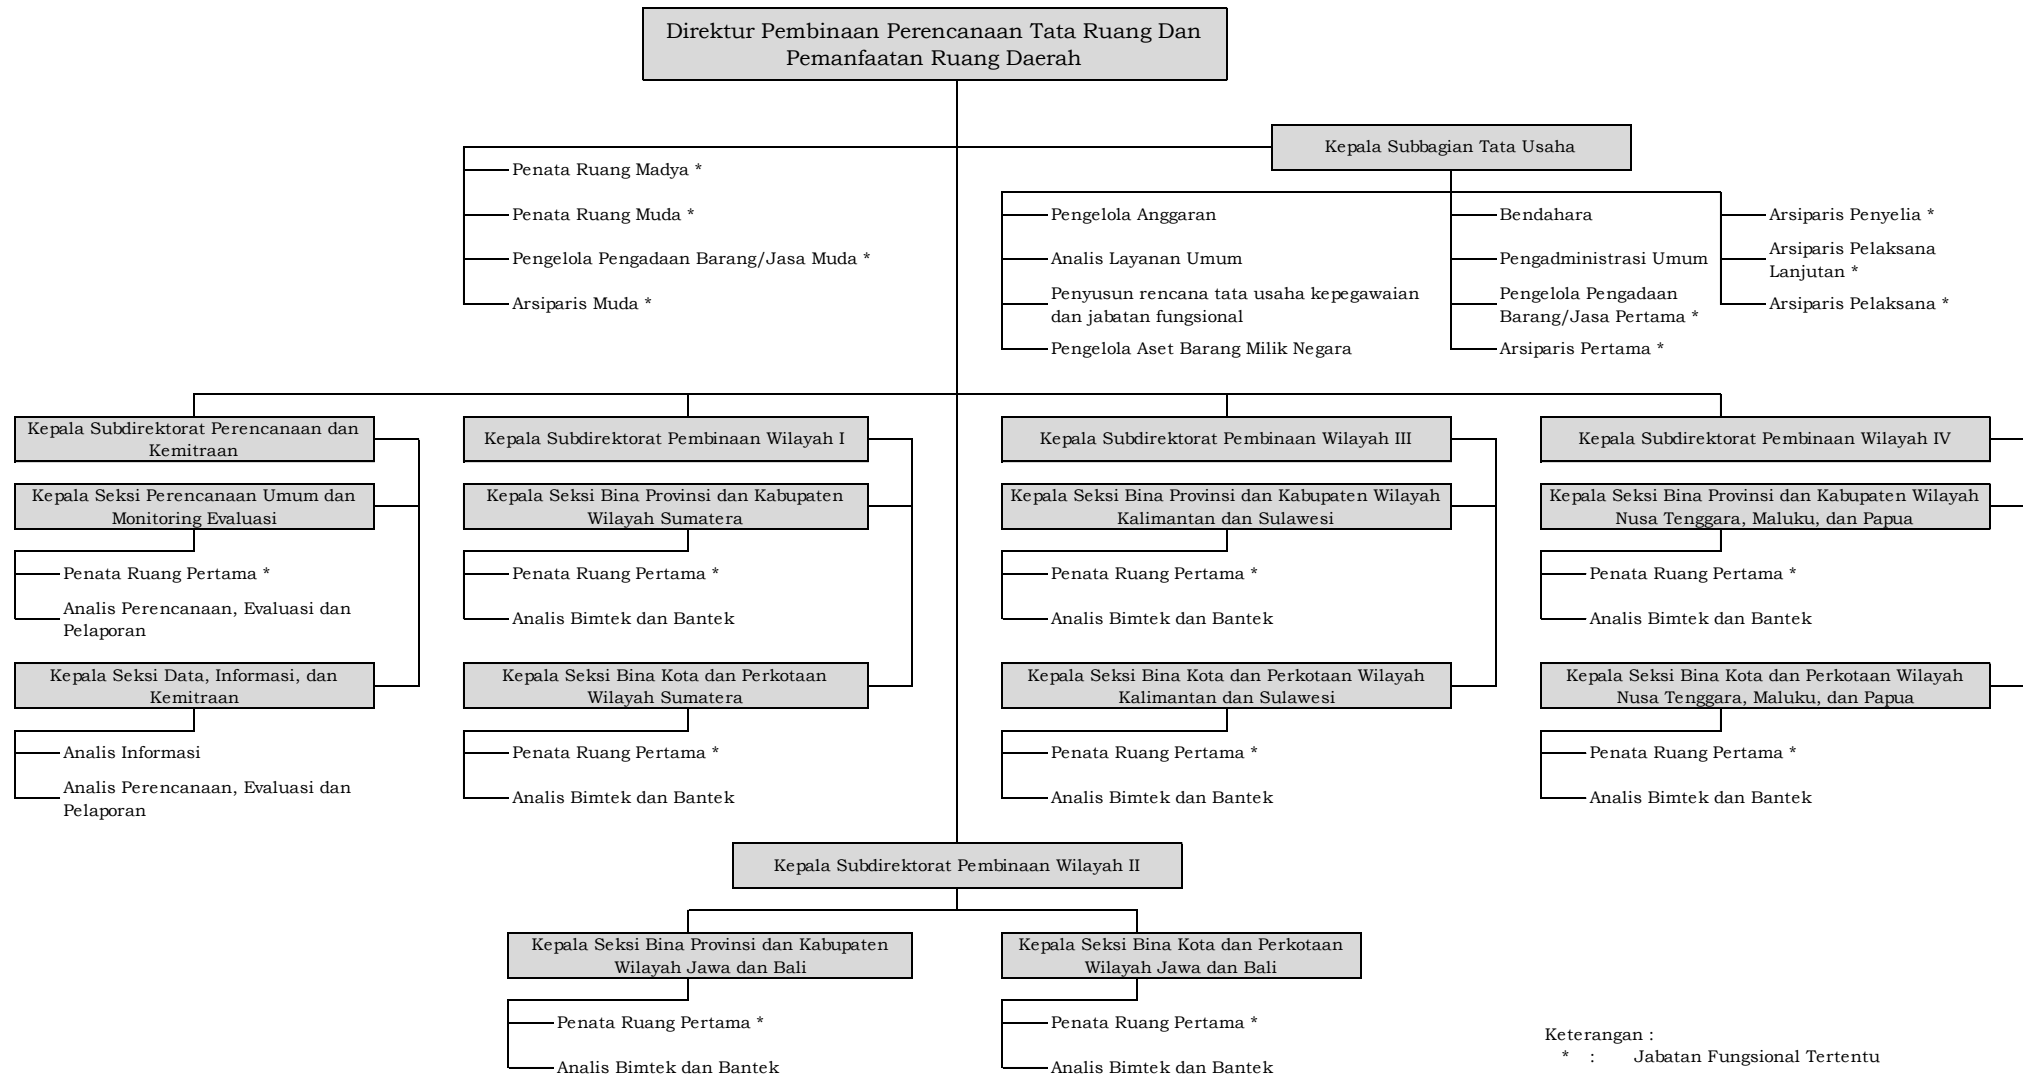 Direktur Pembinaan Perencanaan Tata Ruang Dan
Pemanfaatan Ruang Daerah
Kepala Subbagian Tata Usaha
Penata Ruang Madya *
Penata Ruang Muda *
Pengelola Pengadaan Barang/Jasa Muda *
Arsiparis Muda *
Pengelola Anggaran
Analis Layanan Umum
Penyusun rencana tata usaha kepegawaian
dan jabatan fungsional
Pengelola Aset Barang Milik Negara
Bendahara
Pengadministrasi Umum
Pengelola Pengadaan
Barang/Jasa Pertama *
Arsiparis Pertama *
Arsiparis Penyelia *
Arsiparis Pelaksana
Lanjutan *
Arsiparis Pelaksana *
Kepala Subdirektorat Perencanaan dan
Kemitraan
Kepala Seksi Perencanaan Umum dan
Monitoring Evaluasi
Penata Ruang Pertama *
Analis Perencanaan, Evaluasi dan
Pelaporan
Kepala Seksi Data, Informasi, dan
Kemitraan
Analis Informasi
Analis Perencanaan, Evaluasi dan
Pelaporan
Kepala Subdirektorat Pembinaan Wilayah I
Kepala Seksi Bina Provinsi dan Kabupaten
Wilayah Sumatera
Penata Ruang Pertama *
Analis Bimtek dan Bantek
Kepala Seksi Bina Kota dan Perkotaan
Wilayah Sumatera
Penata Ruang Pertama *
Analis Bimtek dan Bantek
Kepala Subdirektorat Pembinaan Wilayah III
Kepala Seksi Bina Provinsi dan Kabupaten Wilayah
Kalimantan dan Sulawesi
Penata Ruang Pertama *
Analis Bimtek dan Bantek
Kepala Seksi Bina Kota dan Perkotaan Wilayah
Kalimantan dan Sulawesi
Penata Ruang Pertama *
Analis Bimtek dan Bantek
Kepala Subdirektorat Pembinaan Wilayah IV
Kepala Seksi Bina Provinsi dan Kabupaten Wilayah
Nusa Tenggara, Maluku, dan Papua
Penata Ruang Pertama *
Analis Bimtek dan Bantek
Kepala Seksi Bina Kota dan Perkotaan Wilayah
Nusa Tenggara, Maluku, dan Papua
Penata Ruang Pertama *
Analis Bimtek dan Bantek
Kepala Subdirektorat Pembinaan Wilayah II
Kepala Seksi Bina Provinsi dan Kabupaten
Wilayah Jawa dan Bali
Penata Ruang Pertama *
Analis Bimtek dan Bantek
Kepala Seksi Bina Kota dan Perkotaan
Wilayah Jawa dan Bali
Penata Ruang Pertama *
Analis Bimtek dan Bantek
Keterangan :
* : Jabatan Fungsional Tertentu